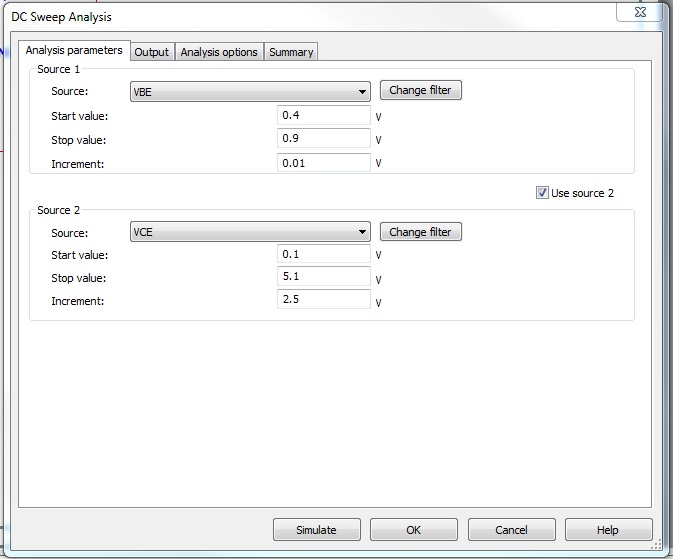 DC Sweep Analysis
Analysis parameters Output Analysis options Summary
Source 1
Source: VBE Change filter
Start value: 0.4 V
Stop value: 0.9 V
Increment: 0.01 V
Use source 2
Source 2
Source: VCE Change filter
Start value: 0.1 V
Stop value: 5.1 V
Increment: 2.5 V
Simulate OK Cancel Help